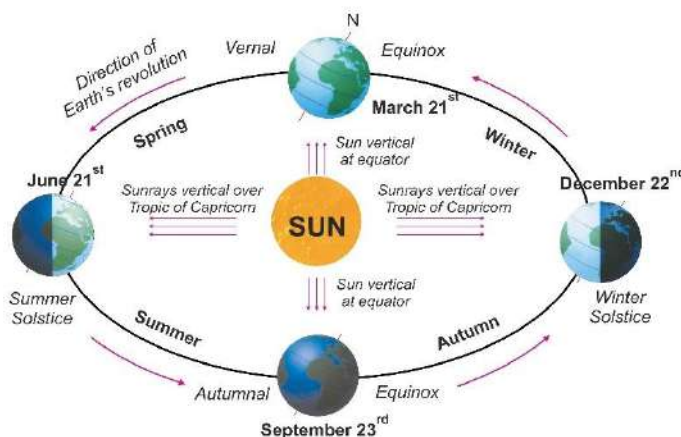 N
Vernal
Equinox
Direction of
Earth's revolution
March 21st
Spring
Winter
Sun vertical
at equator
June 21st
December 22nd
Sunrays vertical over
Tropic of Capricorn
SUN
Sunrays vertical over
Tropic of Capricorn
Sun vertical
at equator
Summer
Solstice
Winter
Solstice
Summer
Autumn
Autumnal
Equinox
September 23rd